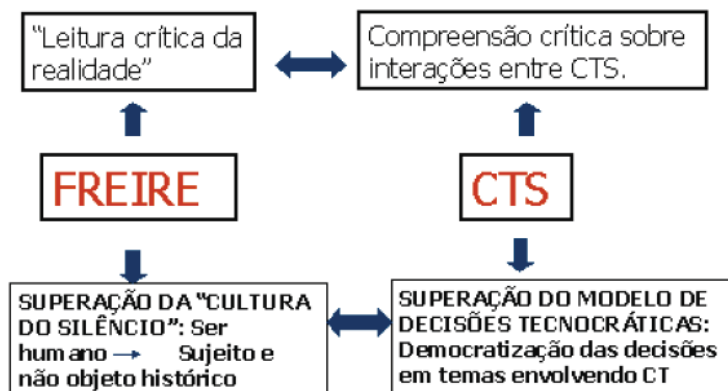 “Leitura crítica da
realidade”
Compreensão crítica sobre
interações entre CTS.
FREIRE
CTS
SUPERAÇÃO DA “CULTURA
DO SILÊNCIO”: Ser
humano → Sujeito e
não objeto histórico
SUPERAÇÃO DO MODELO DE
DECISÕES TECNOCRÁTICAS:
Democratização das decisões
em temas envolvendo CT